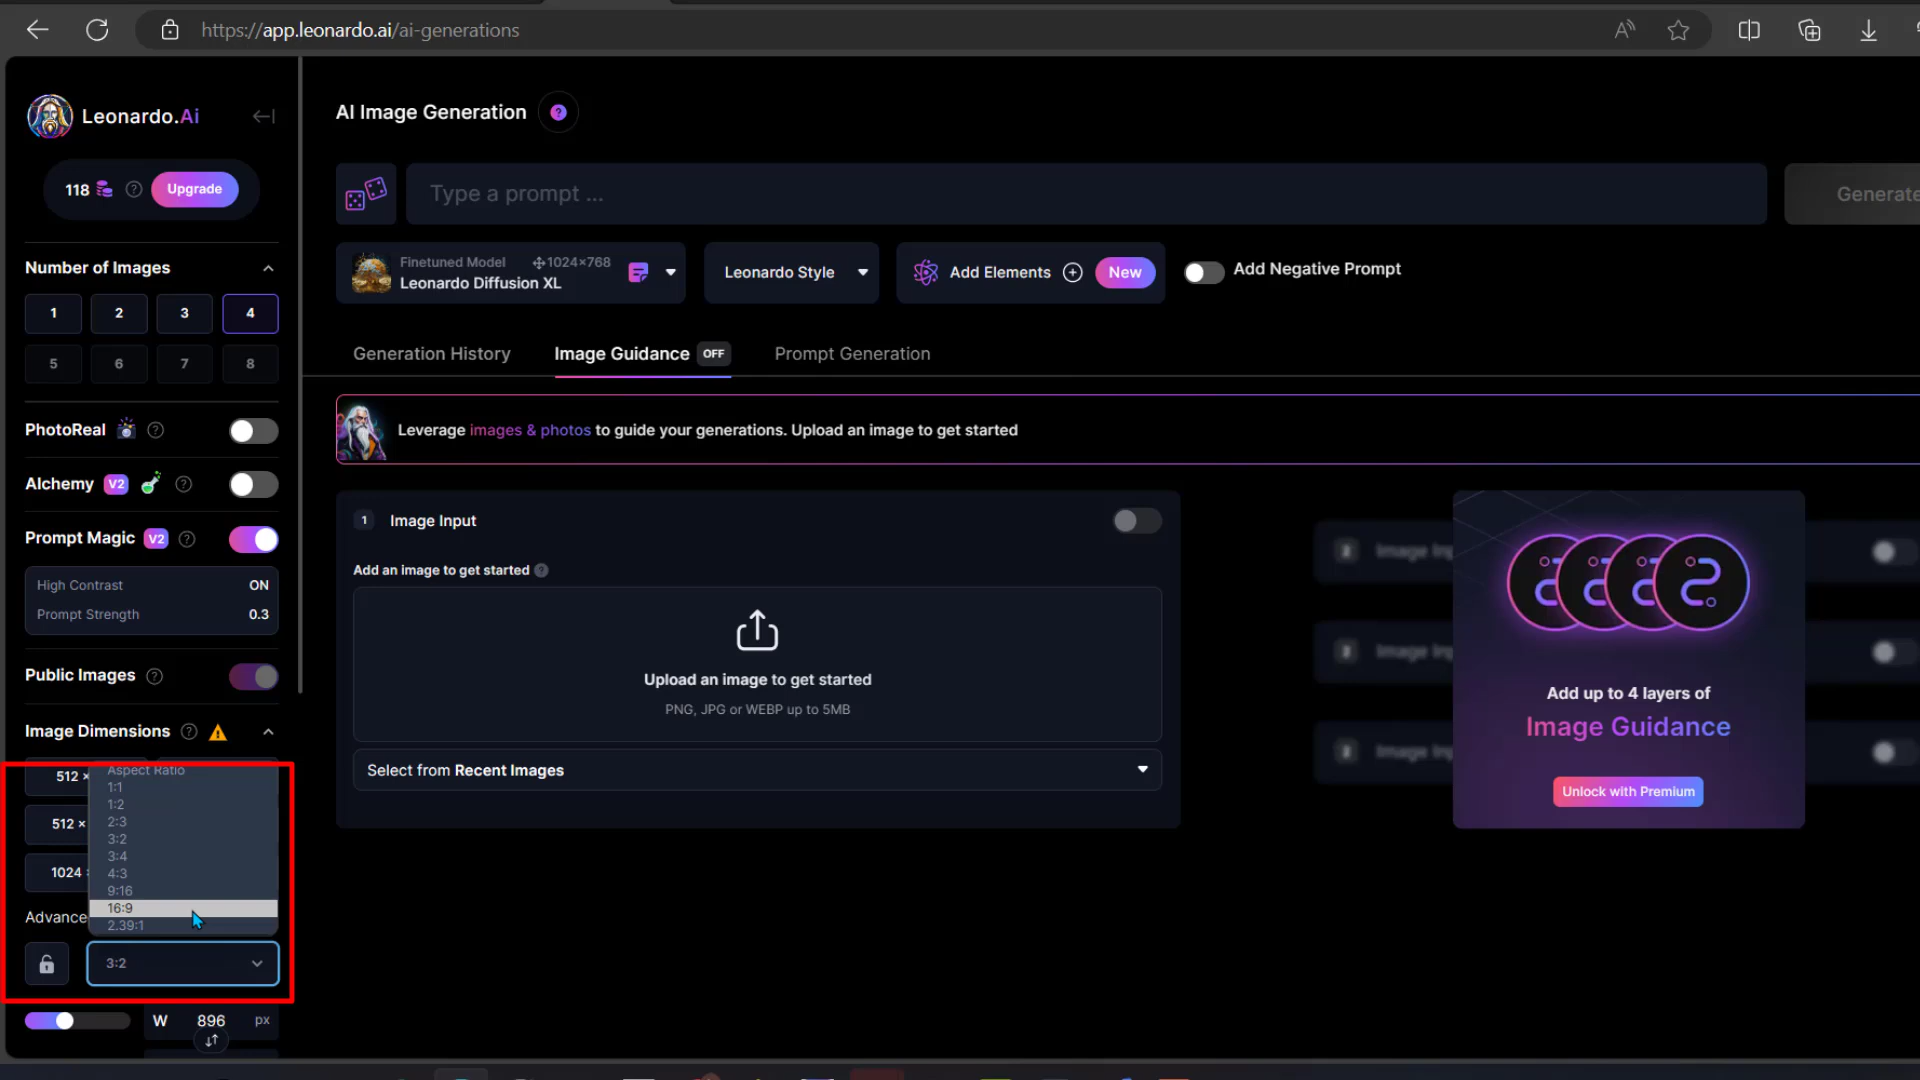 https://app.leonardo.ai/ai-generations
Leonardo.Ai
118 Upgrade
Number of Images
1 2 3 4
5 6 7 8
PhotoReal
Alchemy V2
Prompt Magic V2
High Contrast ON
Prompt Strength 0.3
Public Images
Image Dimensions
512 ×
512 ×
1024
Aspect Ratio
1:1
1:2
2:3
3:2
3:4
4:3
9:16
16:9
2.39:1
Advance
3:2
W 896 px
AI Image Generation
Type a prompt ...
Generate
Finetuned Model 1024×768
Leonardo Diffusion XL
Leonardo Style
Add Elements New
Add Negative Prompt
Generation History Image Guidance OFF Prompt Generation
Leverage images & photos to guide your generations. Upload an image to get started
1 Image Input
Add an image to get started
Upload an image to get started
PNG, JPG or WEBP up to 5MB
Select from Recent Images
Add up to 4 layers of
Image Guidance
Unlock with Premium